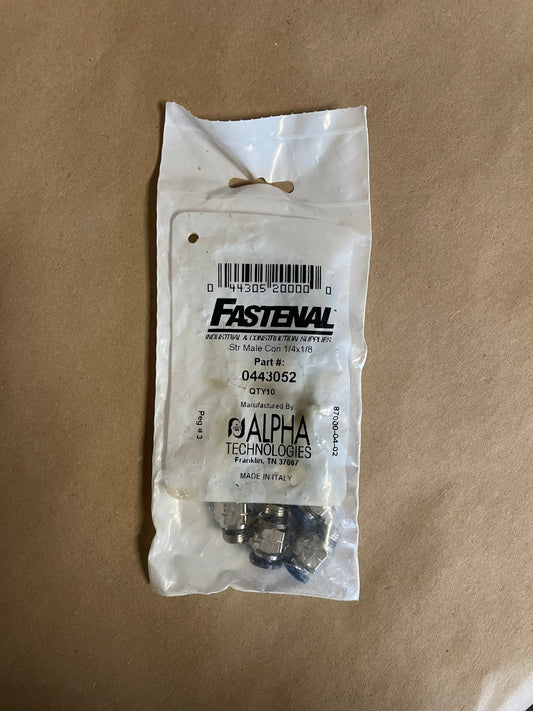 0 44305 20000 0
FASTENAL
INDUSTRIAL & CONSTRUCTION SUPPLIES
Str Male Con 1/4x1/8
Part #:
0443052
QTY10
Manufactured By
ALPHA
TECHNOLOGIES
Franklin, TN 37067
MADE IN ITALY
Peg # 3
87000-04-02